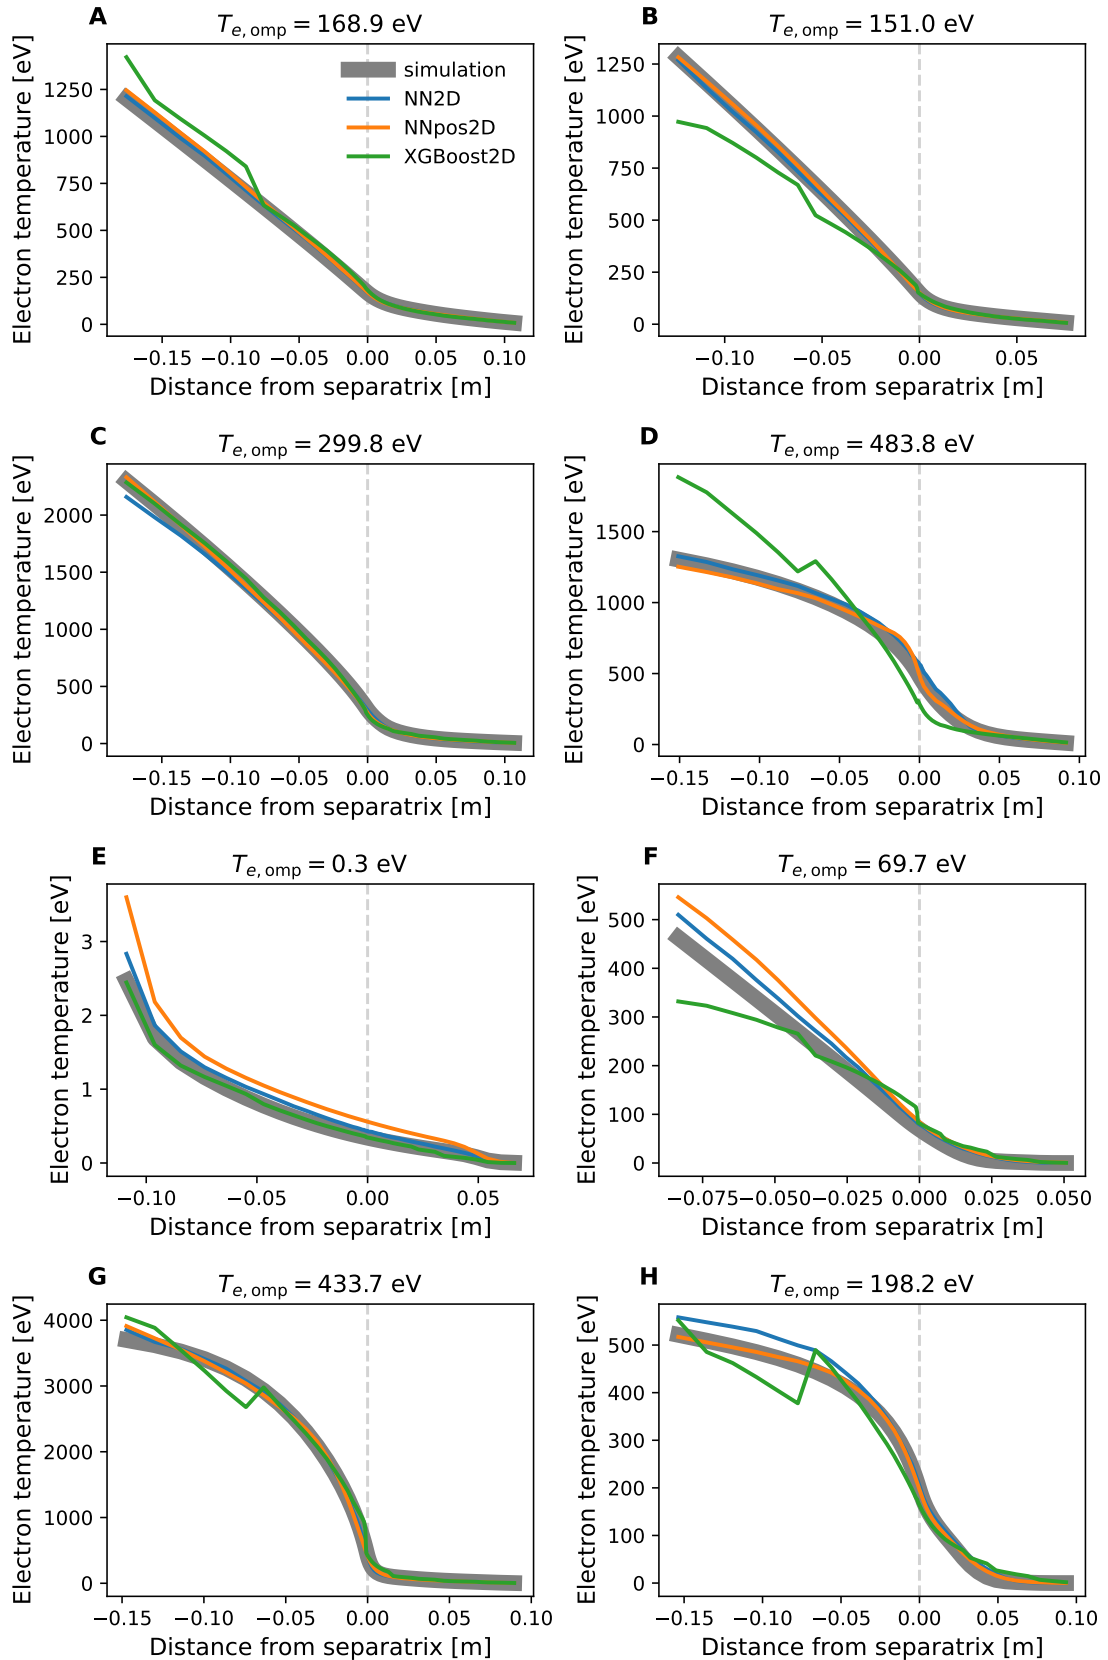 A
T_e, omp = 168.9 eV
Electron temperature [eV]
1250
1000
750
500
250
0
simulation
NN2D
NNpos2D
XGBoost2D
−0.15 −0.10 −0.05 0.00 0.05 0.10
Distance from separatrix [m]
B
T_e, omp = 151.0 eV
Electron temperature [eV]
1250
1000
750
500
250
0
−0.10 −0.05 0.00 0.05
Distance from separatrix [m]
C
T_e, omp = 299.8 eV
Electron temperature [eV]
2000
1500
1000
500
0
−0.15 −0.10 −0.05 0.00 0.05 0.10
Distance from separatrix [m]
D
T_e, omp = 483.8 eV
Electron temperature [eV]
1500
1000
500
0
−0.15 −0.10 −0.05 0.00 0.05 0.10
Distance from separatrix [m]
E
T_e, omp = 0.3 eV
Electron temperature [eV]
3
2
1
0
−0.10 −0.05 0.00 0.05
Distance from separatrix [m]
F
T_e, omp = 69.7 eV
Electron temperature [eV]
500
400
300
200
100
0
−0.075 −0.050 −0.025 0.000 0.025 0.050
Distance from separatrix [m]
G
T_e, omp = 433.7 eV
Electron temperature [eV]
4000
3000
2000
1000
0
−0.15 −0.10 −0.05 0.00 0.05 0.10
Distance from separatrix [m]
H
T_e, omp = 198.2 eV
Electron temperature [eV]
500
400
300
200
100
0
−0.15 −0.10 −0.05 0.00 0.05 0.10
Distance from separatrix [m]